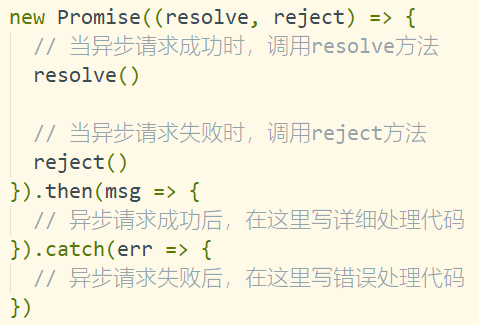 new Promise((resolve, reject) => {
  // 当异步请求成功时，调用resolve方法
  resolve()

  // 当异步请求失败时，调用reject方法
  reject()
}).then(msg => {
  // 异步请求成功后，在这里写详细处理代码
}).catch(err => {
  // 异步请求失败后，在这里写错误处理代码
})